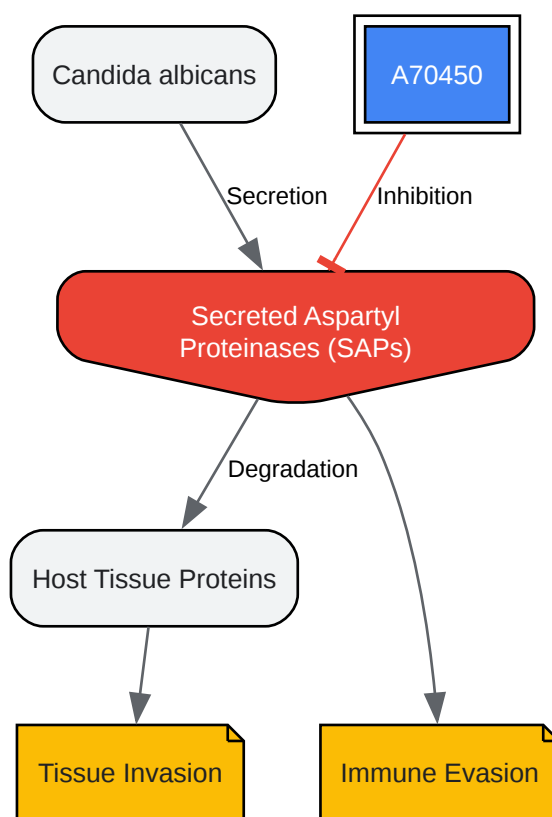 Candida albicans
A70450
Secretion
Inhibition
Secreted Aspartyl
Proteinases (SAPs)
Degradation
Host Tissue Proteins
Tissue Invasion
Immune Evasion